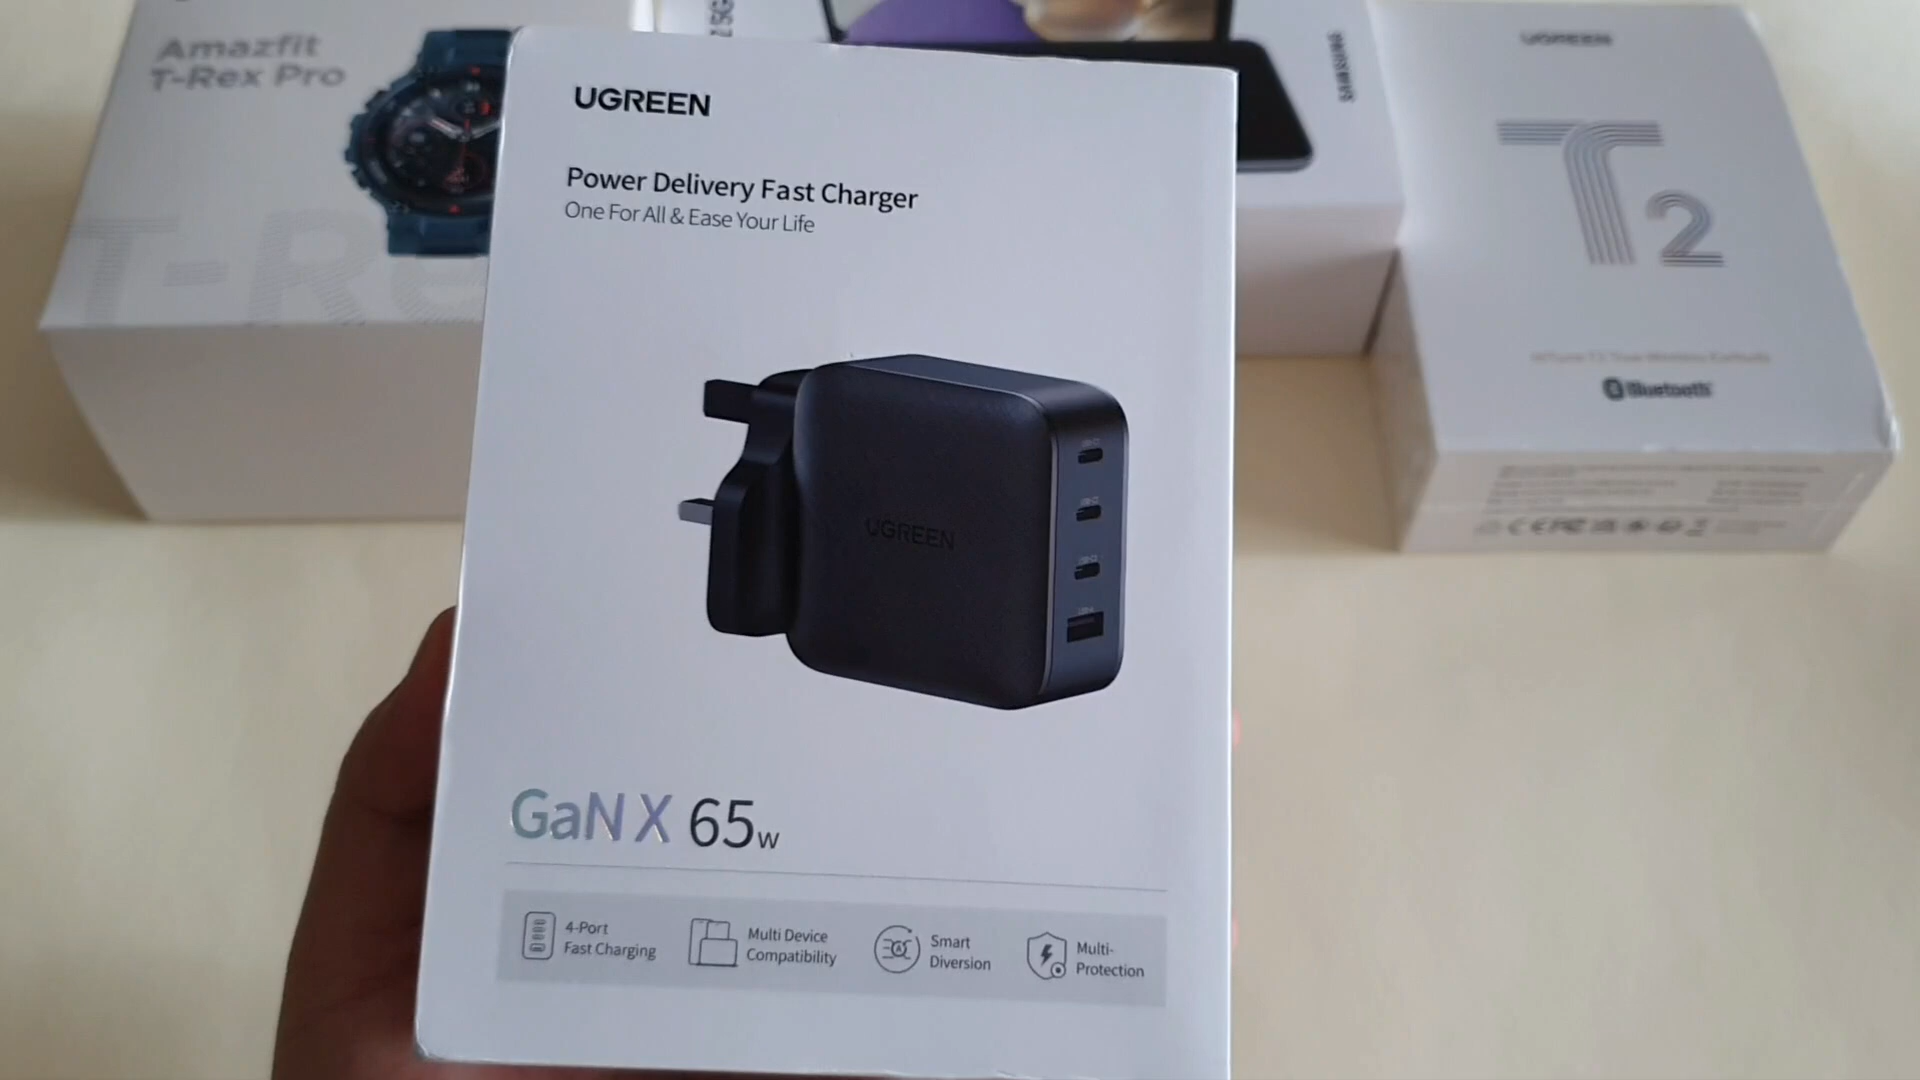 Amazfit
T-Rex Pro
T-Re
SAMSUNG
UGREEN
T2
Bluetooth
UGREEN
Power Delivery Fast Charger
One For All & Ease Your Life
UGREEN
GaN X 65w
4-Port
Fast Charging
Multi Device
Compatibility
Smart
Diversion
Multi-
Protection